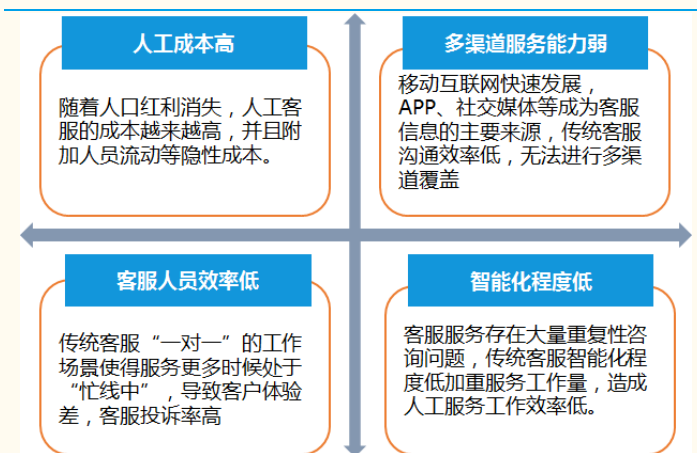 人工成本高
随着人口红利消失，人工客
服的成本越来越高，并且附
加人员流动等隐性成本。
多渠道服务能力弱
移动互联网快速发展，
APP、社交媒体等成为客服
信息的主要来源，传统客服
沟通效率低，无法进行多渠
道覆盖
客服人员效率低
传统客服“一对一”的工作
场景使得服务更多时候处于
“忙线中”，导致客户体验
差，客服投诉率高
智能化程度低
客服服务存在大量重复性咨
询问题，传统客服智能化程
度低加重服务工作量，造成
人工服务工作效率低。